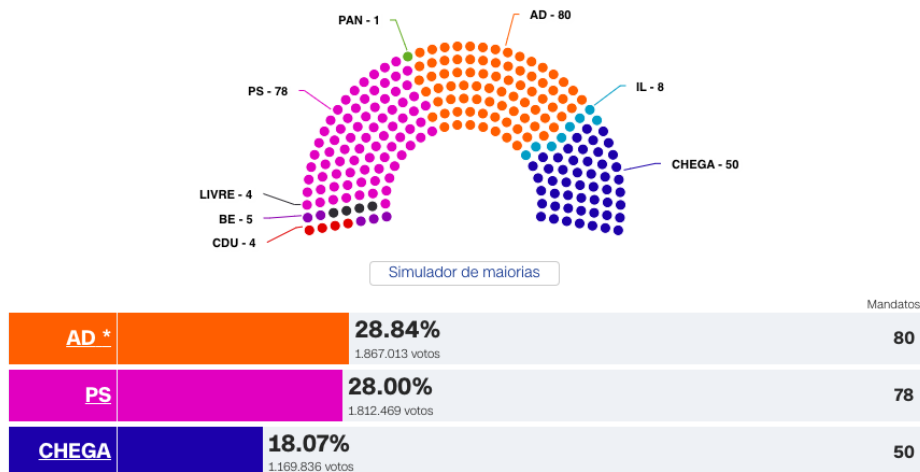 PAN - 1
AD - 80
PS - 78
IL - 8
CHEGA - 50
LIVRE - 4
BE - 5
CDU - 4
Simulador de maiorias
Mandatos
AD *
28.84%
1.867.013 votos
80
PS
28.00%
1.812.469 votos
78
CHEGA
18.07%
1.169.836 votos
50